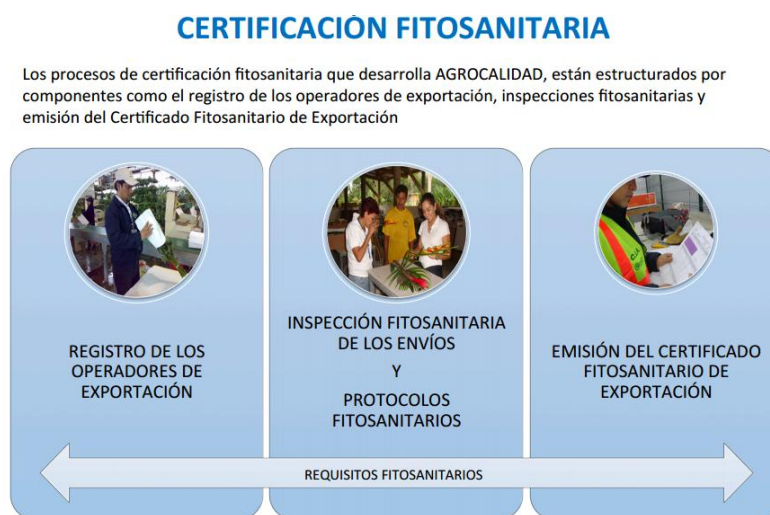 CERTIFICACIÓN FITOSANITARIA
Los procesos de certificación fitosanitaria que desarrolla AGROCALIDAD, están estructurados por
componentes como el registro de los operadores de exportación, inspecciones fitosanitarias y
emisión del Certificado Fitosanitario de Exportación
REGISTRO DE LOS
OPERADORES DE
EXPORTACIÓN
INSPECCIÓN FITOSANITARIA
DE LOS ENVÍOS
Y
PROTOCOLOS
FITOSANITARIOS
EMISIÓN DEL CERTIFICADO
FITOSANITARIO DE
EXPORTACIÓN
REQUISITOS FITOSANITARIOS